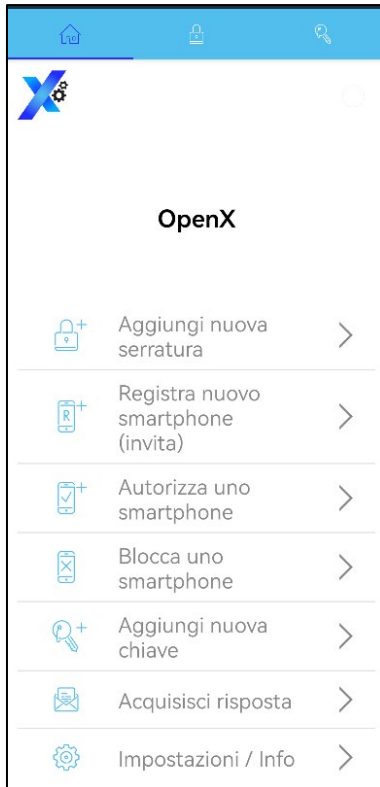 OpenX
Aggiungi nuova
serratura
Registra nuovo
smartphone
(invita)
Autorizza uno
smartphone
Blocca uno
smartphone
Aggiungi nuova
chiave
Acquisisci risposta
Impostazioni / Info